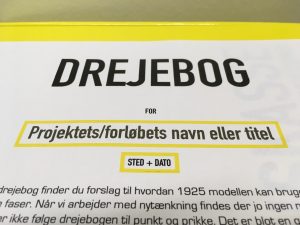 DREJEBOG
FOR
Projektets/forløbets navn eller titel
STED + DATO
drejebog finder du forslag til hvordan 1925 modellen kan brug
e faser. Når vi arbejder med nytænkning findes der jo ingen
er ikke følge drejebogen til punkt og prikke. Det er blot en